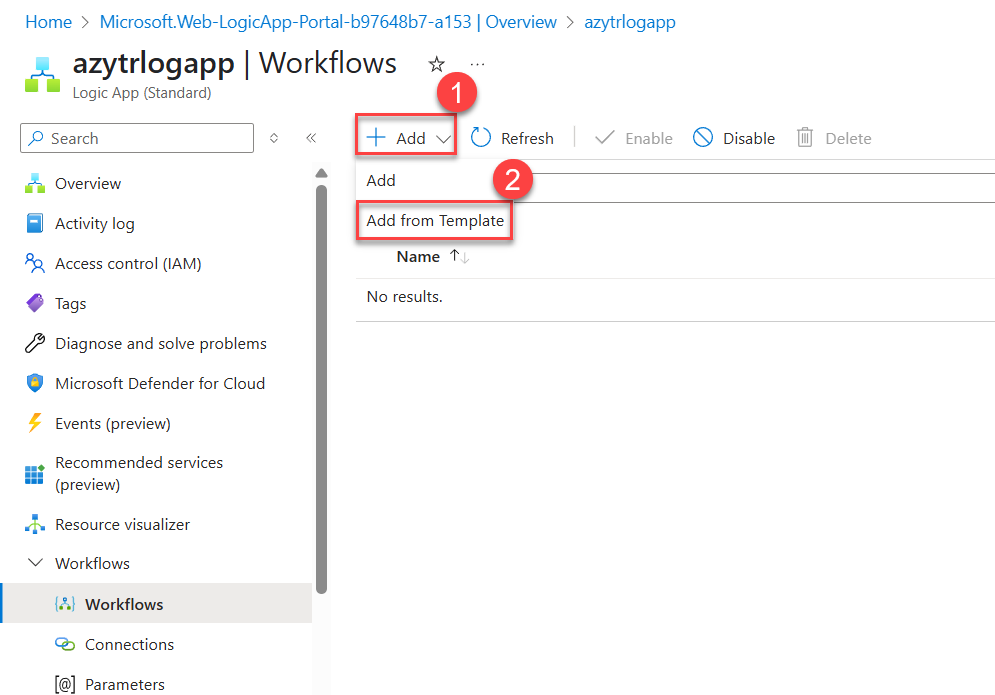 Home > Microsoft.Web-LogicApp-Portal-b97648b7-a153 | Overview > azytrlogapp
azytrlogapp | Workflows ...
Logic App (Standard)
1
Search
Add
Refresh
Enable
Disable
Delete
Add
2
Add from Template
Name
No results.
Overview
Activity log
Access control (IAM)
Tags
Diagnose and solve problems
Microsoft Defender for Cloud
Events (preview)
Recommended services
(preview)
Resource visualizer
Workflows
Workflows
Connections
[@] Parameters